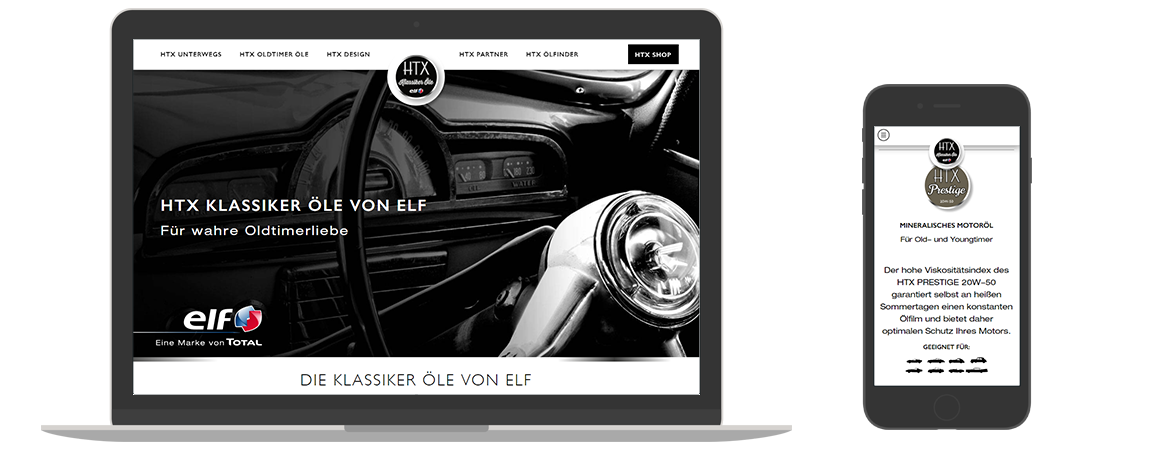 HTX UNTERWEGS HTX OLDTIMER ÖLE HTX DESIGN HTX PARTNER HTX ÖLFINDER HTX SHOP
HTX
Klassiker Öle
elf
WATER
HTX KLASSIKER ÖLE VON ELF
Für wahre Oldtimerliebe
elf
Eine Marke von TOTAL
DIE KLASSIKER ÖLE VON ELF
HTX
Klassiker Öle
HTX
Prestige
20W-50
MINERALISCHES MOTORÖL
Für Old- und Youngtimer
Der hohe Viskositätsindex des
HTX PRESTIGE 20W-50
garantiert selbst an heißen
Sommertagen einen konstanten
Ölfilm und bietet daher
optimalen Schutz Ihres Motors.
GEEIGNET FÜR: